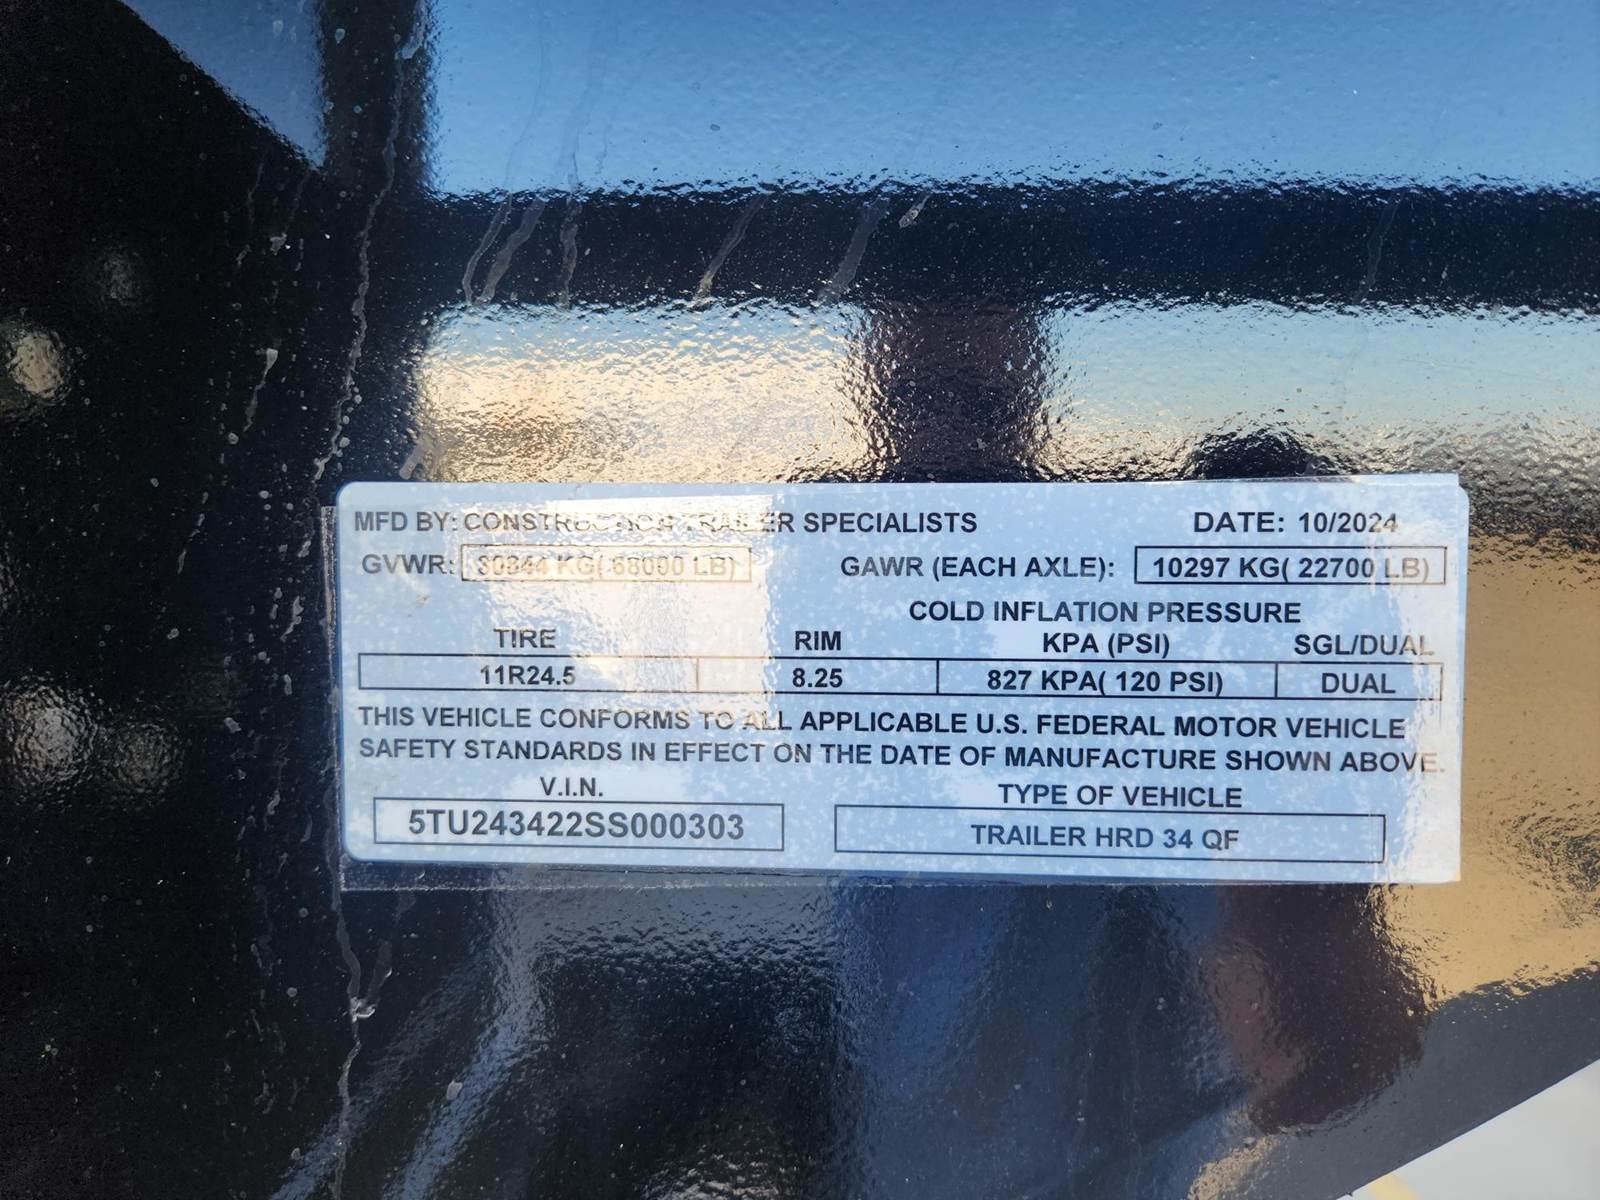 MFD BY: CONSTRUCTION TRAILER SPECIALISTS DATE: 10/2024
GVWR: 30844 KG( 68000 LB) GAWR (EACH AXLE): 10297 KG( 22700 LB)
COLD INFLATION PRESSURE
TIRE RIM KPA (PSI) SGL/DUAL
11R24.5 8.25 827 KPA( 120 PSI) DUAL
THIS VEHICLE CONFORMS TO ALL APPLICABLE U.S. FEDERAL MOTOR VEHICLE
SAFETY STANDARDS IN EFFECT ON THE DATE OF MANUFACTURE SHOWN ABOVE.
V.I.N. TYPE OF VEHICLE
5TU243422SS000303 TRAILER HRD 34 QF